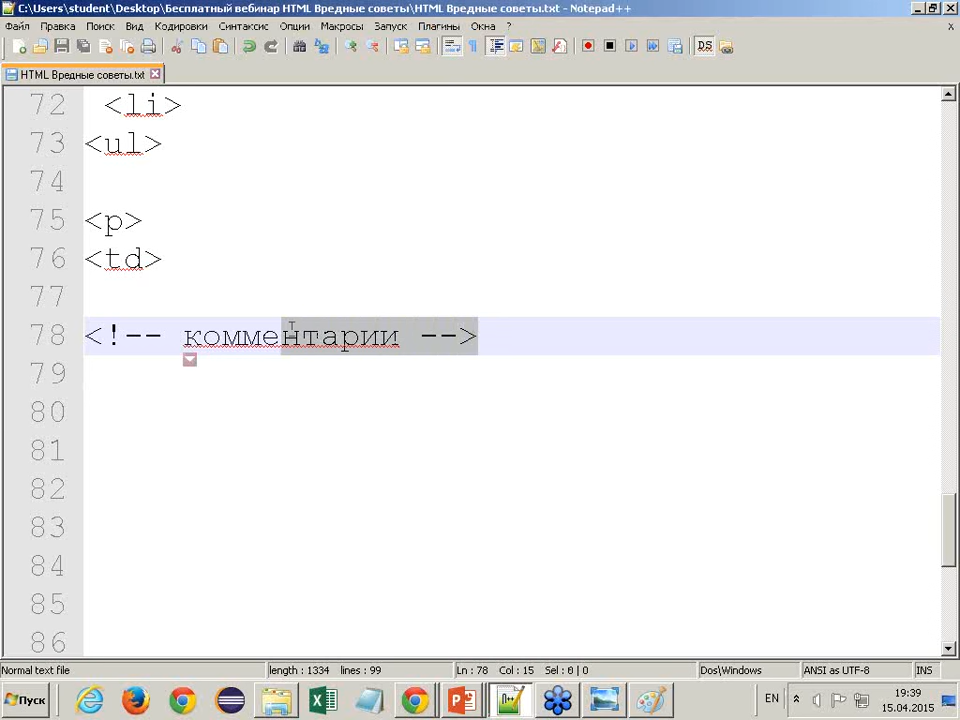 C:\Users\student\Desktop\Бесплатный вебинар HTML Вредные советы\HTML Вредные советы.txt - Notepad++
Файл Правка Поиск Вид Кодировки Синтаксис Опции Макросы Запуск Плагины Окна ? X
HTML Вредные советы.txt
72 <li>
73 <ul>
74
75 <p>
76 <td>
77
78 <!-- комментарии -->
79
80
81
82
83
84
85
86
Normal text file length : 1334 lines : 99 Ln : 78 Col : 15 Sel : 0 | 0 Dos\Windows ANSI as UTF-8 INS
Пуск EN 19:39
15.04.2015